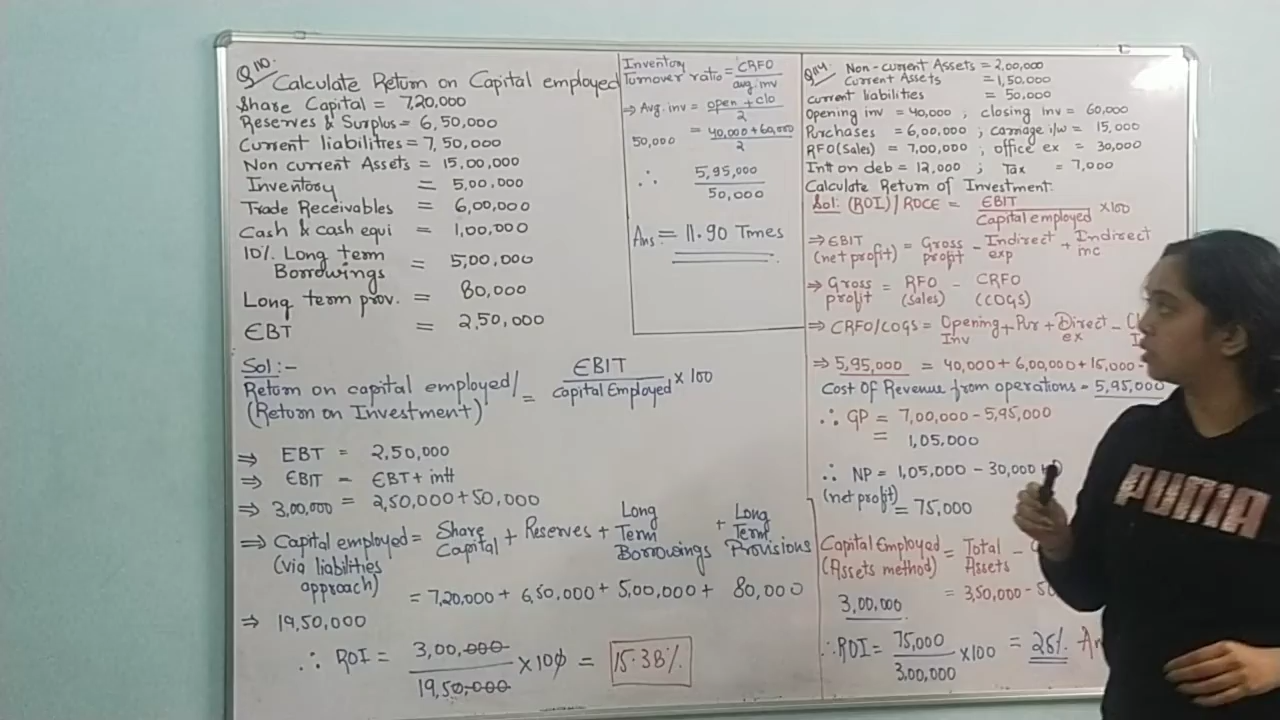 Q110.
Calculate Return on Capital employed
Share Capital = 7,20,000
Reserves & Surplus = 6,50,000
Current liabilities = 7,50,000
Non current Assets = 15,00,000
Inventory = 5,00,000
Trade Receivables = 6,00,000
Cash & cash equi = 1,00,000
10% Long term
Borrowings = 5,00,000
Long term prov. = 80,000
EBT = 2,50,000
Sol:-
Return on capital employed/
(Return on Investment) = EBIT / Capital Employed × 100
⇒ EBT = 2,50,000
⇒ EBIT = EBT + intt
⇒ 3,00,000 = 2,50,000 + 50,000
⇒ Capital employed = Share Capital + Reserves + Long Term Borrowings + Long Term Provisions
(via liabilities
approach)
= 7,20,000 + 6,50,000 + 5,00,000 + 80,000
⇒ 19,50,000
∴ ROI = 3,00,000 / 19,50,000 × 100 = 15.38%
Inventory
Turnover ratio = CRFO / avg. inv
⇒ Avg. inv = open + clo / 2
50,000 = 40,000 + 60,000 / 2
∴ 5,95,000 / 50,000
Ans = 11.90 Times
Q114
Non-current Assets = 2,00,000
Current Assets = 1,50,000
current liabilities = 50,000
Opening inv = 40,000 ; closing inv = 60,000
Purchases = 6,00,000 ; carriage i/w = 15,000
RFO (Sales) = 7,00,000 ; office ex = 30,000
Intt on deb = 12,000 ; Tax = 7,000
Calculate Return of Investment.
Sol: (ROI) / ROCE = EBIT / Capital employed × 100
⇒ EBIT (net profit) = Gross profit - Indirect exp + Indirect inc
⇒ Gross profit = RFO (Sales) - CRFO (COGS)
⇒ CRFO/COGS = Opening Inv + Pur + Direct ex -
⇒ 5,95,000 = 40,000 + 6,00,000 + 15,000 -
Cost Of Revenue from operations = 5,95,000
∴ GP = 7,00,000 - 5,95,000
= 1,05,000
∴ NP = 1,05,000 - 30,000 + 0
(net profit) = 75,000
Capital Employed = Total Assets -
(Assets method)
= 3,50,000 - 50
3,00,000
∴ ROI = 75,000 / 3,00,000 × 100 = 25%
PUMA